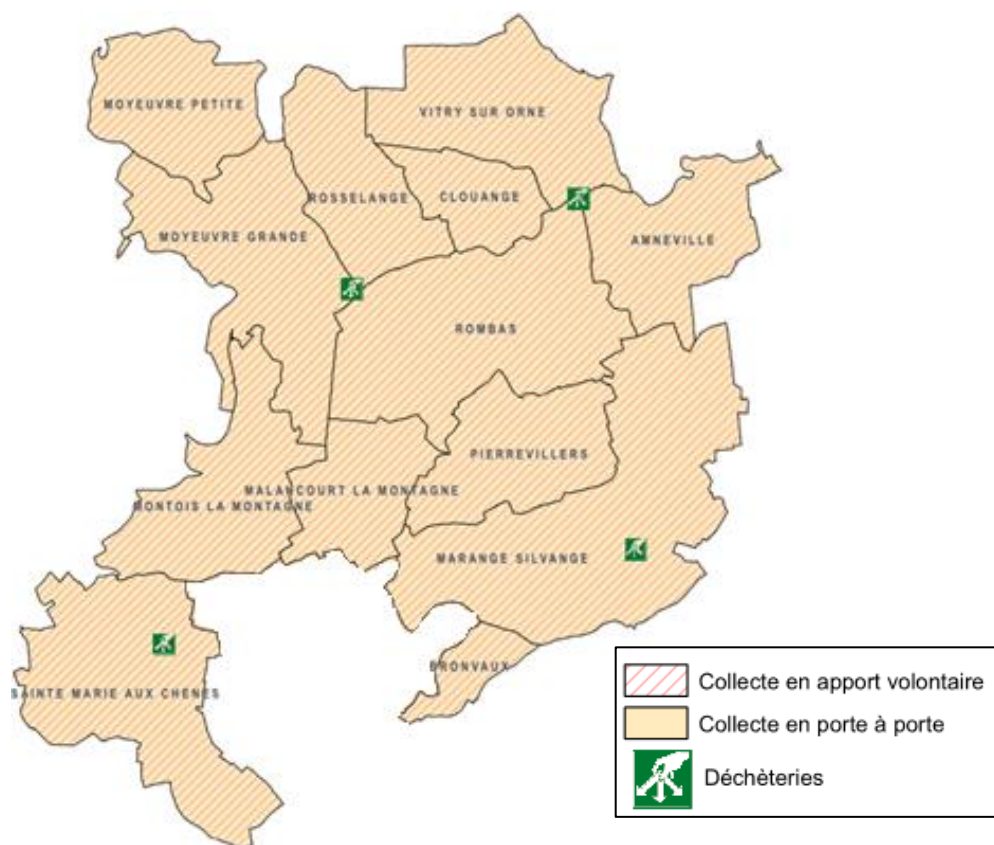 MOYEUVRE PETITE
VITRY SUR ORNE
ROSSELANGE
CLOUANGE
MOYEUVRE GRANDE
AMNEVILLE
ROMBAS
PIERREVILLERS
MALANCOURT LA MONTAGNE
MONTOIS LA MONTAGNE
MARANGE SILVANGE
BRONVAUX
SAINTE MARIE AUX CHENES
Collecte en apport volontaire
Collecte en porte à porte
Déchèteries